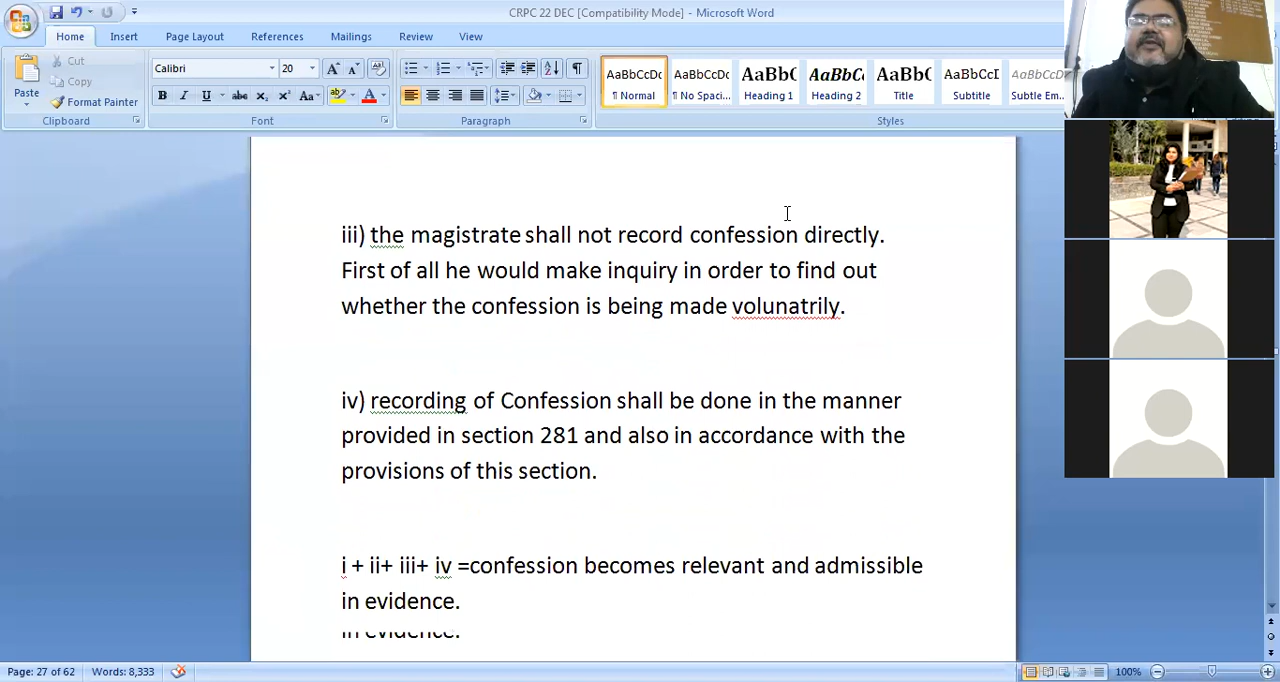 CRPC 22 DEC [Compatibility Mode] - Microsoft Word
Home Insert Page Layout References Mailings Review View
Paste
Cut
Copy
Format Painter
Clipboard
Calibri 20
Font
Paragraph
AaBbCcDc AaBbCcDc AaBbC AaBbCc AaBbC AaBbCcI AaBbCcDc
¶ Normal ¶ No Spaci... Heading 1 Heading 2 Title Subtitle Subtle Em...
Styles
iii) the magistrate shall not record confession directly.
First of all he would make inquiry in order to find out
whether the confession is being made volunatrily.
iv) recording of Confession shall be done in the manner
provided in section 281 and also in accordance with the
provisions of this section.
i + ii+ iii+ iv =confession becomes relevant and admissible
in evidence.
in evidence.
Page: 27 of 62 Words: 8,333 100%